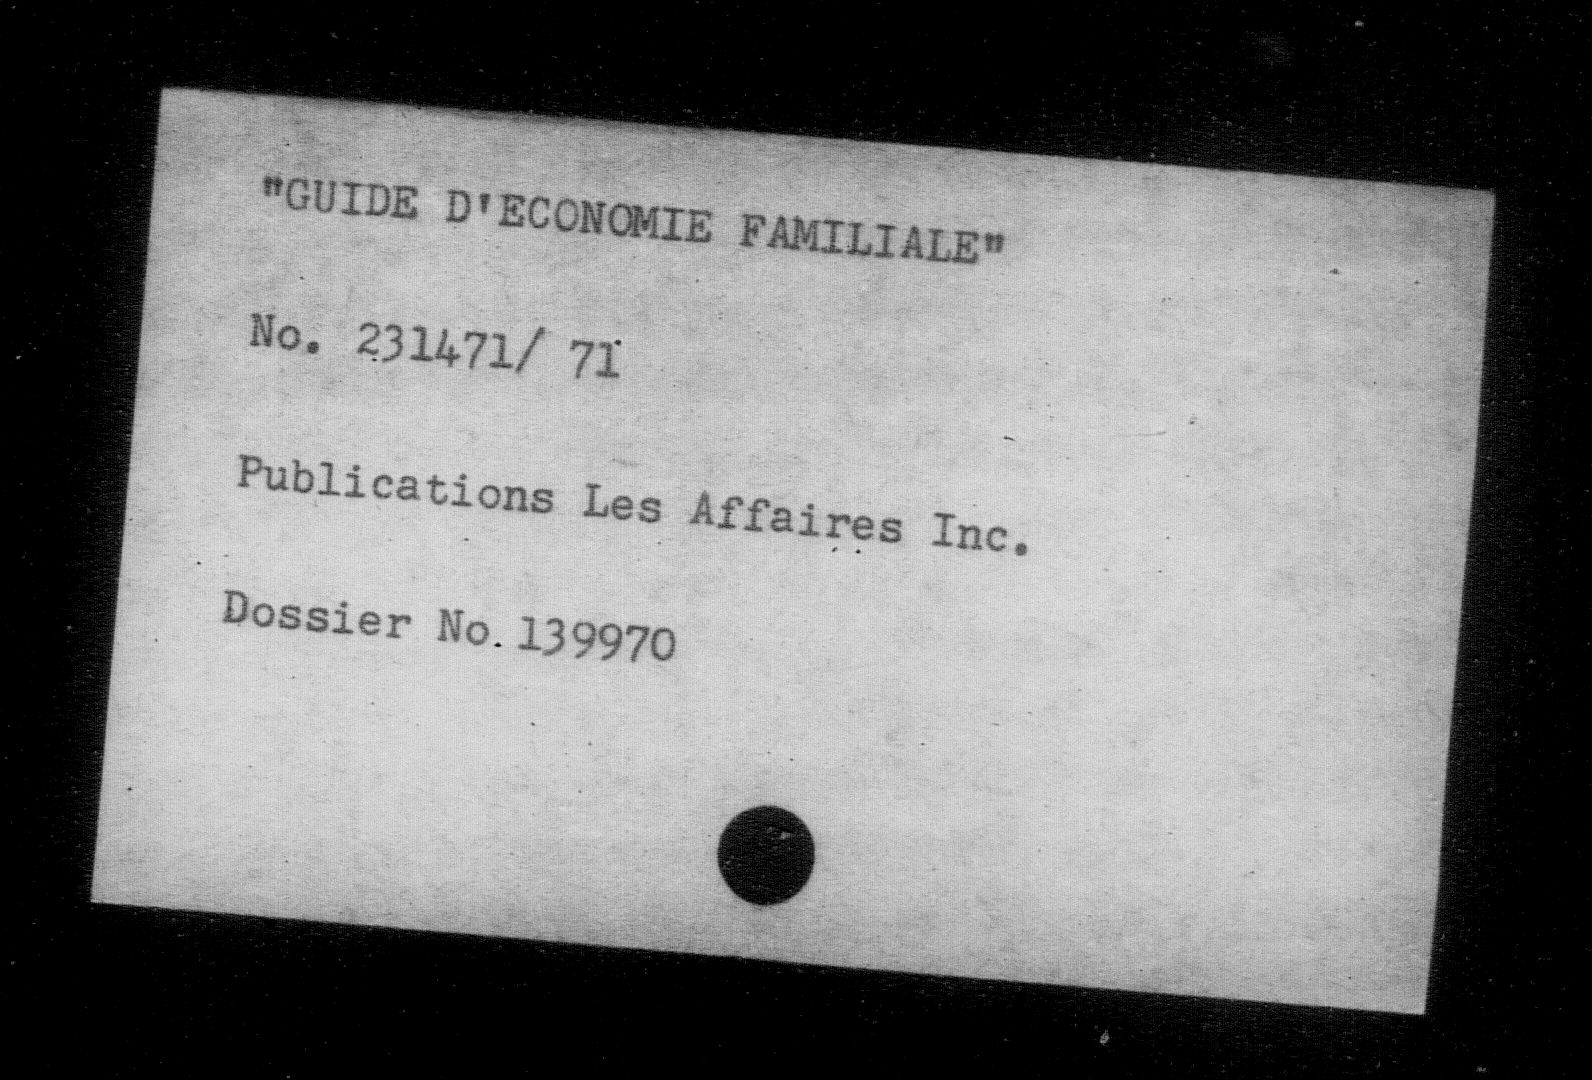 "GUIDE D'ECONOMIE FAMILIALE"
No. 231471/ 71
Publications Les Affaires Inc.
Dossier No. 139970